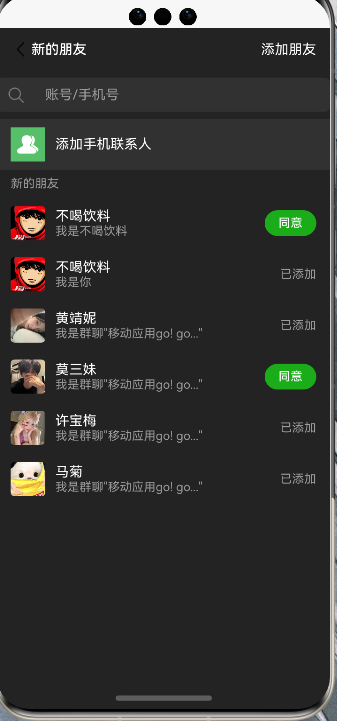 新的朋友 添加朋友
账号/手机号
添加手机联系人
新的朋友
不喝饮料
我是不喝饮料 同意
不喝饮料
我是你 已添加
黄靖妮
我是群聊"移动应用go! go..." 已添加
莫三妹
我是群聊"移动应用go! go..." 同意
许宝梅
我是群聊"移动应用go! go..." 已添加
马菊
我是群聊"移动应用go! go..." 已添加